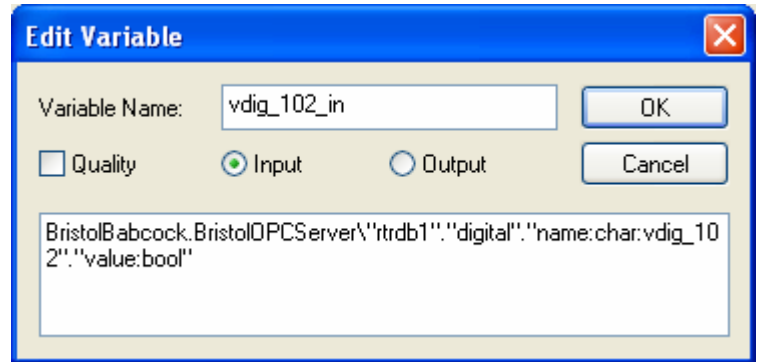 Edit Variable
Variable Name: vdig_102_in OK
Quality Input Output Cancel
BristolBabcock.BristolOPCServer\"rtrdb1"."digital"."name:char:vdig_10
2"."value:bool"